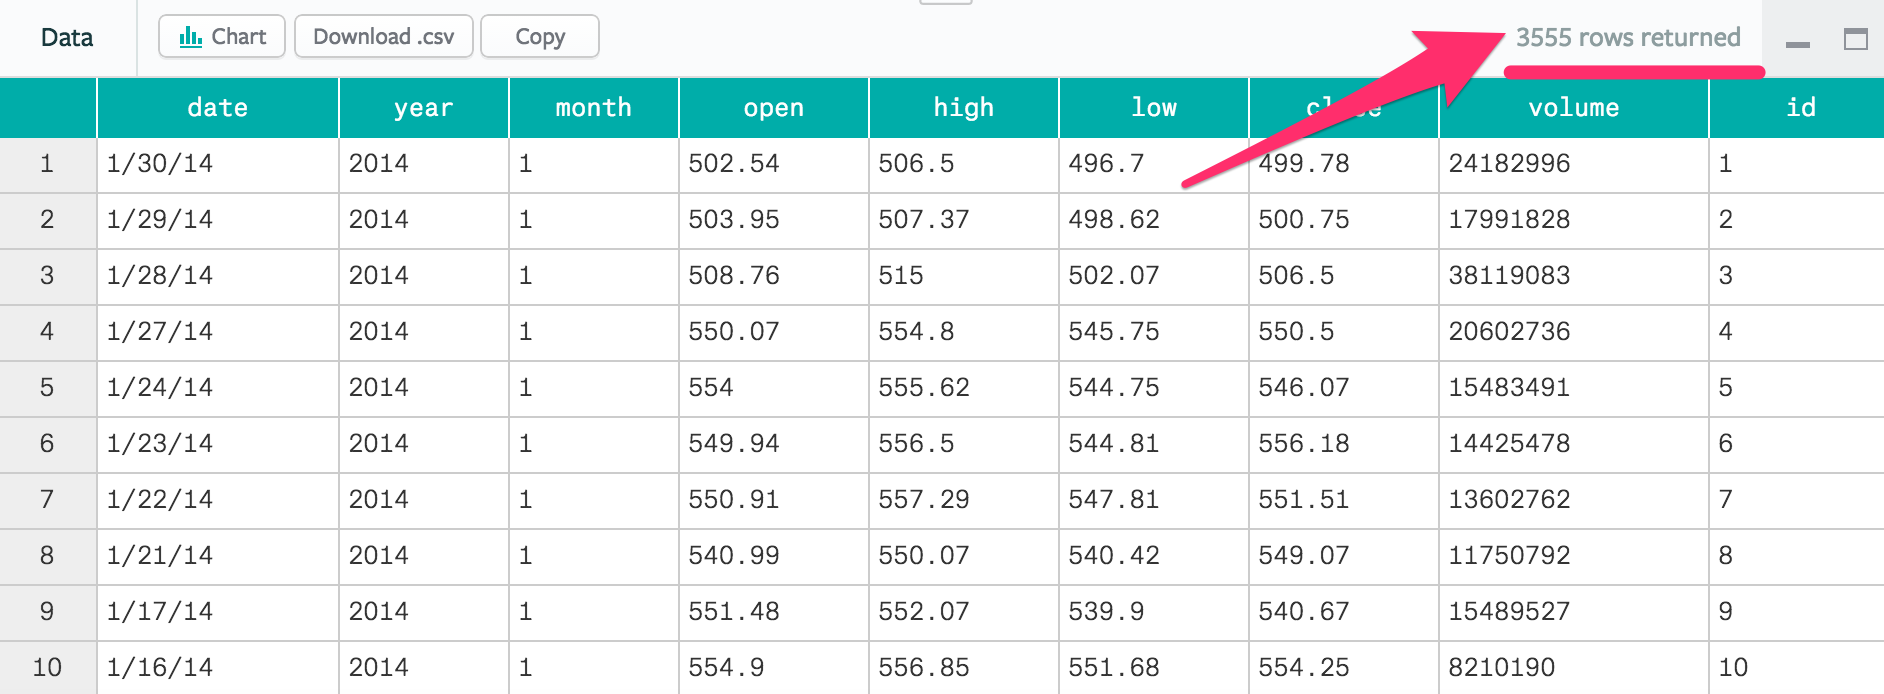 Data Chart Download .csv Copy 3555 rows returned
date year month open high low volume id
1 1/30/14 2014 1 502.54 506.5 496.7 499.78 24182996 1
2 1/29/14 2014 1 503.95 507.37 498.62 500.75 17991828 2
3 1/28/14 2014 1 508.76 515 502.07 506.5 38119083 3
4 1/27/14 2014 1 550.07 554.8 545.75 550.5 20602736 4
5 1/24/14 2014 1 554 555.62 544.75 546.07 15483491 5
6 1/23/14 2014 1 549.94 556.5 544.81 556.18 14425478 6
7 1/22/14 2014 1 550.91 557.29 547.81 551.51 13602762 7
8 1/21/14 2014 1 540.99 550.07 540.42 549.07 11750792 8
9 1/17/14 2014 1 551.48 552.07 539.9 540.67 15489527 9
10 1/16/14 2014 1 554.9 556.85 551.68 554.25 8210190 10